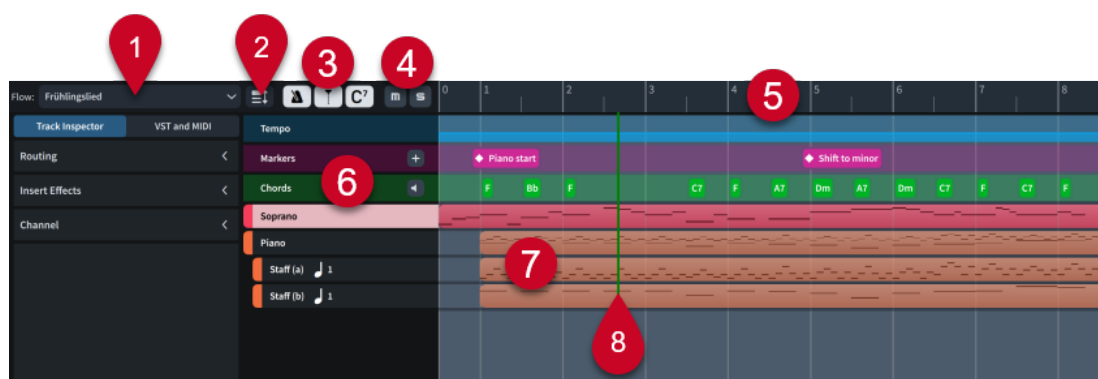 1 2 3 4
Flow: Frühlingslied C7 m s 0 1 2 3 4 5 5 6 7 8
Track Inspector VST and MIDI Tempo
Routing Markers + Piano start Shift to minor
Insert Effects Chords 6 F Bb F C7 F A7 Dm A7 Dm C7 F C7 F
Channel Soprano
Piano
Staff (a) 1 7
Staff (b) 1
8